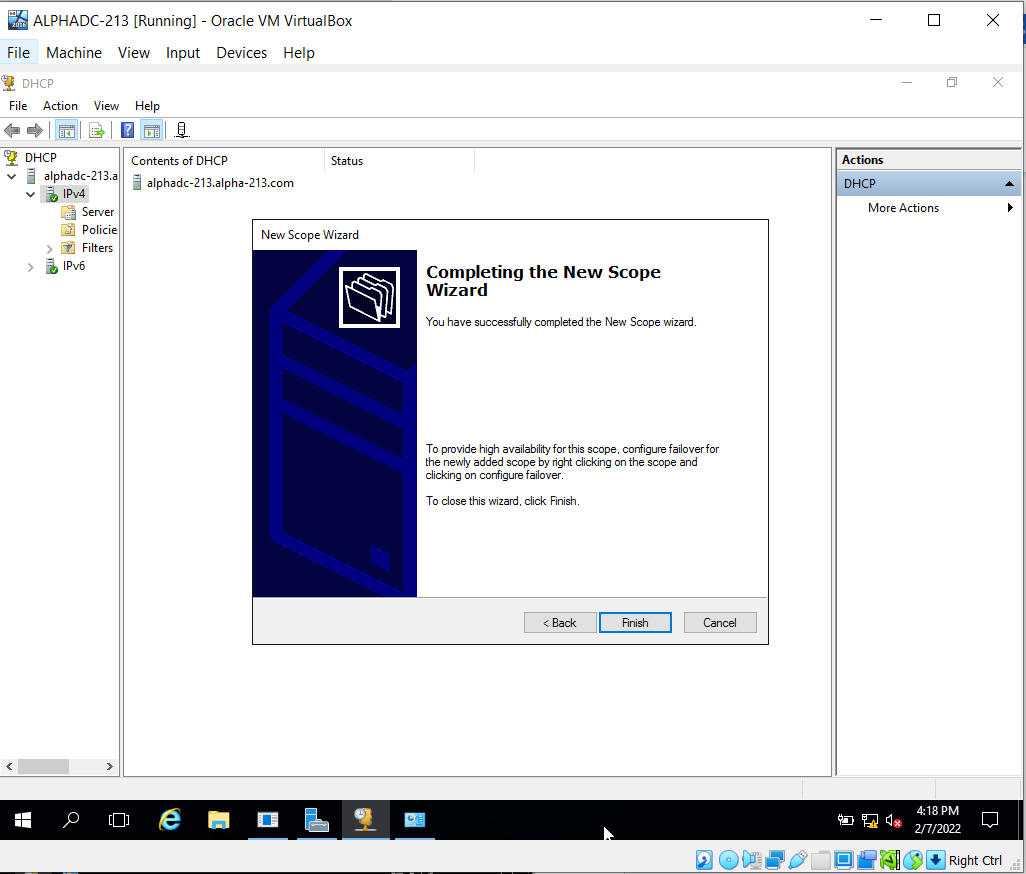 ALPHADC-213 [Running] - Oracle VM VirtualBox
File Machine View Input Devices Help
DHCP
File Action View Help
DHCP
alphadc-213.a
IPv4
Server
Policie
Filters
IPv6
Contents of DHCP Status
alphadc-213.alpha-213.com
Actions
DHCP
More Actions
New Scope Wizard
Completing the New Scope
Wizard
You have successfully completed the New Scope wizard.
To provide high availability for this scope, configure failover for
the newly added scope by right clicking on the scope and
clicking on configure failover.
To close this wizard, click Finish.
< Back Finish Cancel
4:18 PM
2/7/2022
Right Ctrl